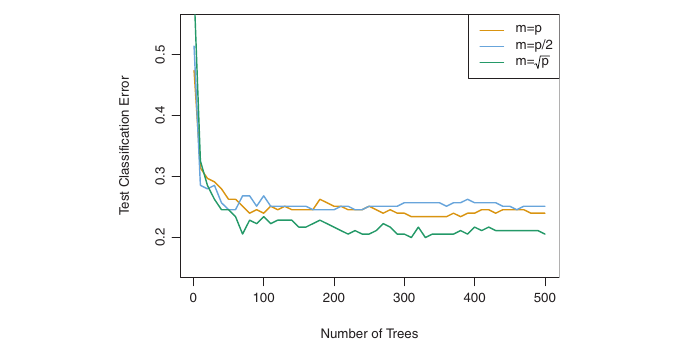 m=p
m=p/2
m=√p
Test Classification Error
0.5
0.4
0.3
0.2
0 100 200 300 400 500
Number of Trees